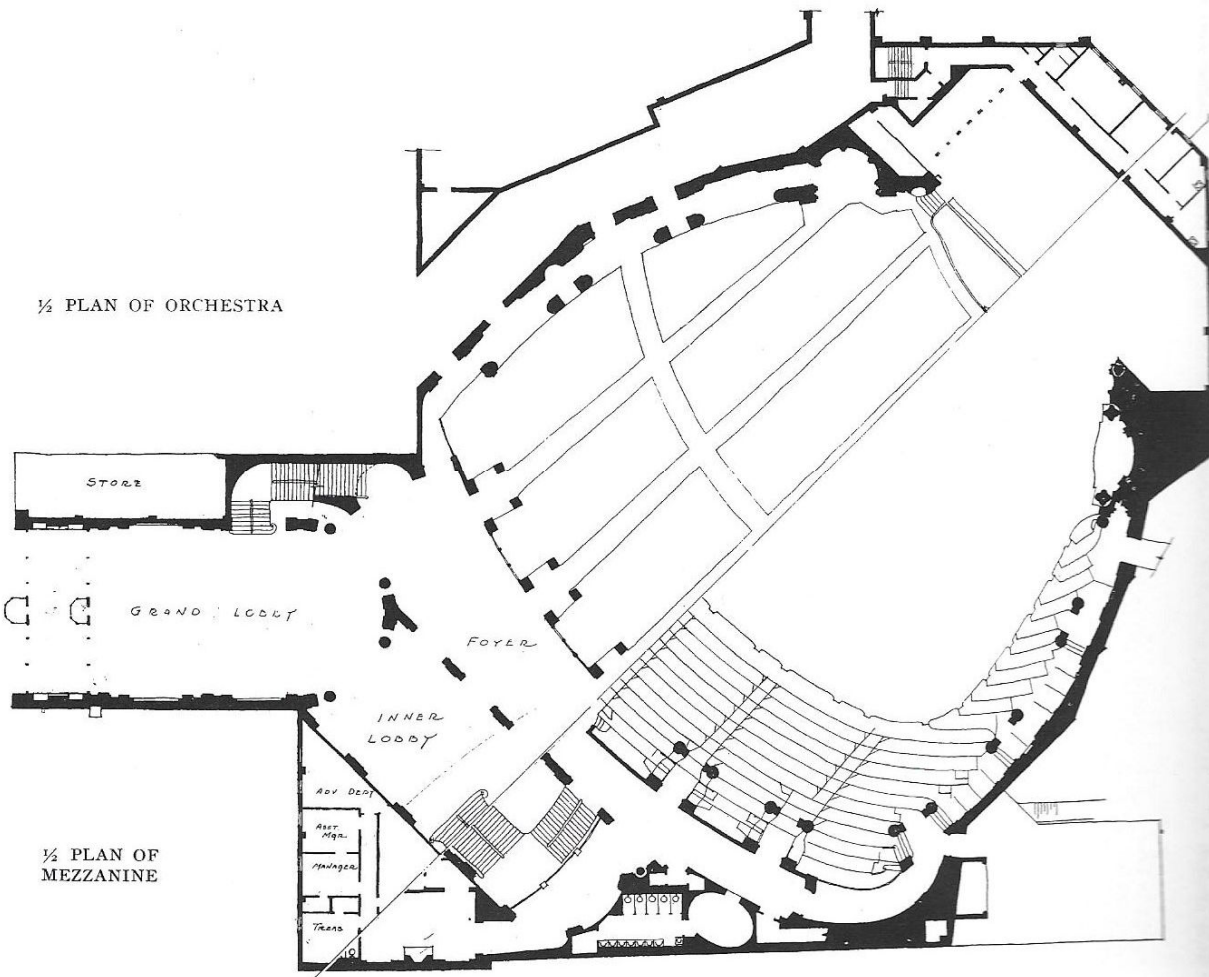 ½ PLAN OF ORCHESTRA
STORE
GRAND LOBBY
FOYER
INNER
LOBBY
ADV DEPT
ASST
MGR.
MANAGER
TREAS
½ PLAN OF
MEZZANINE